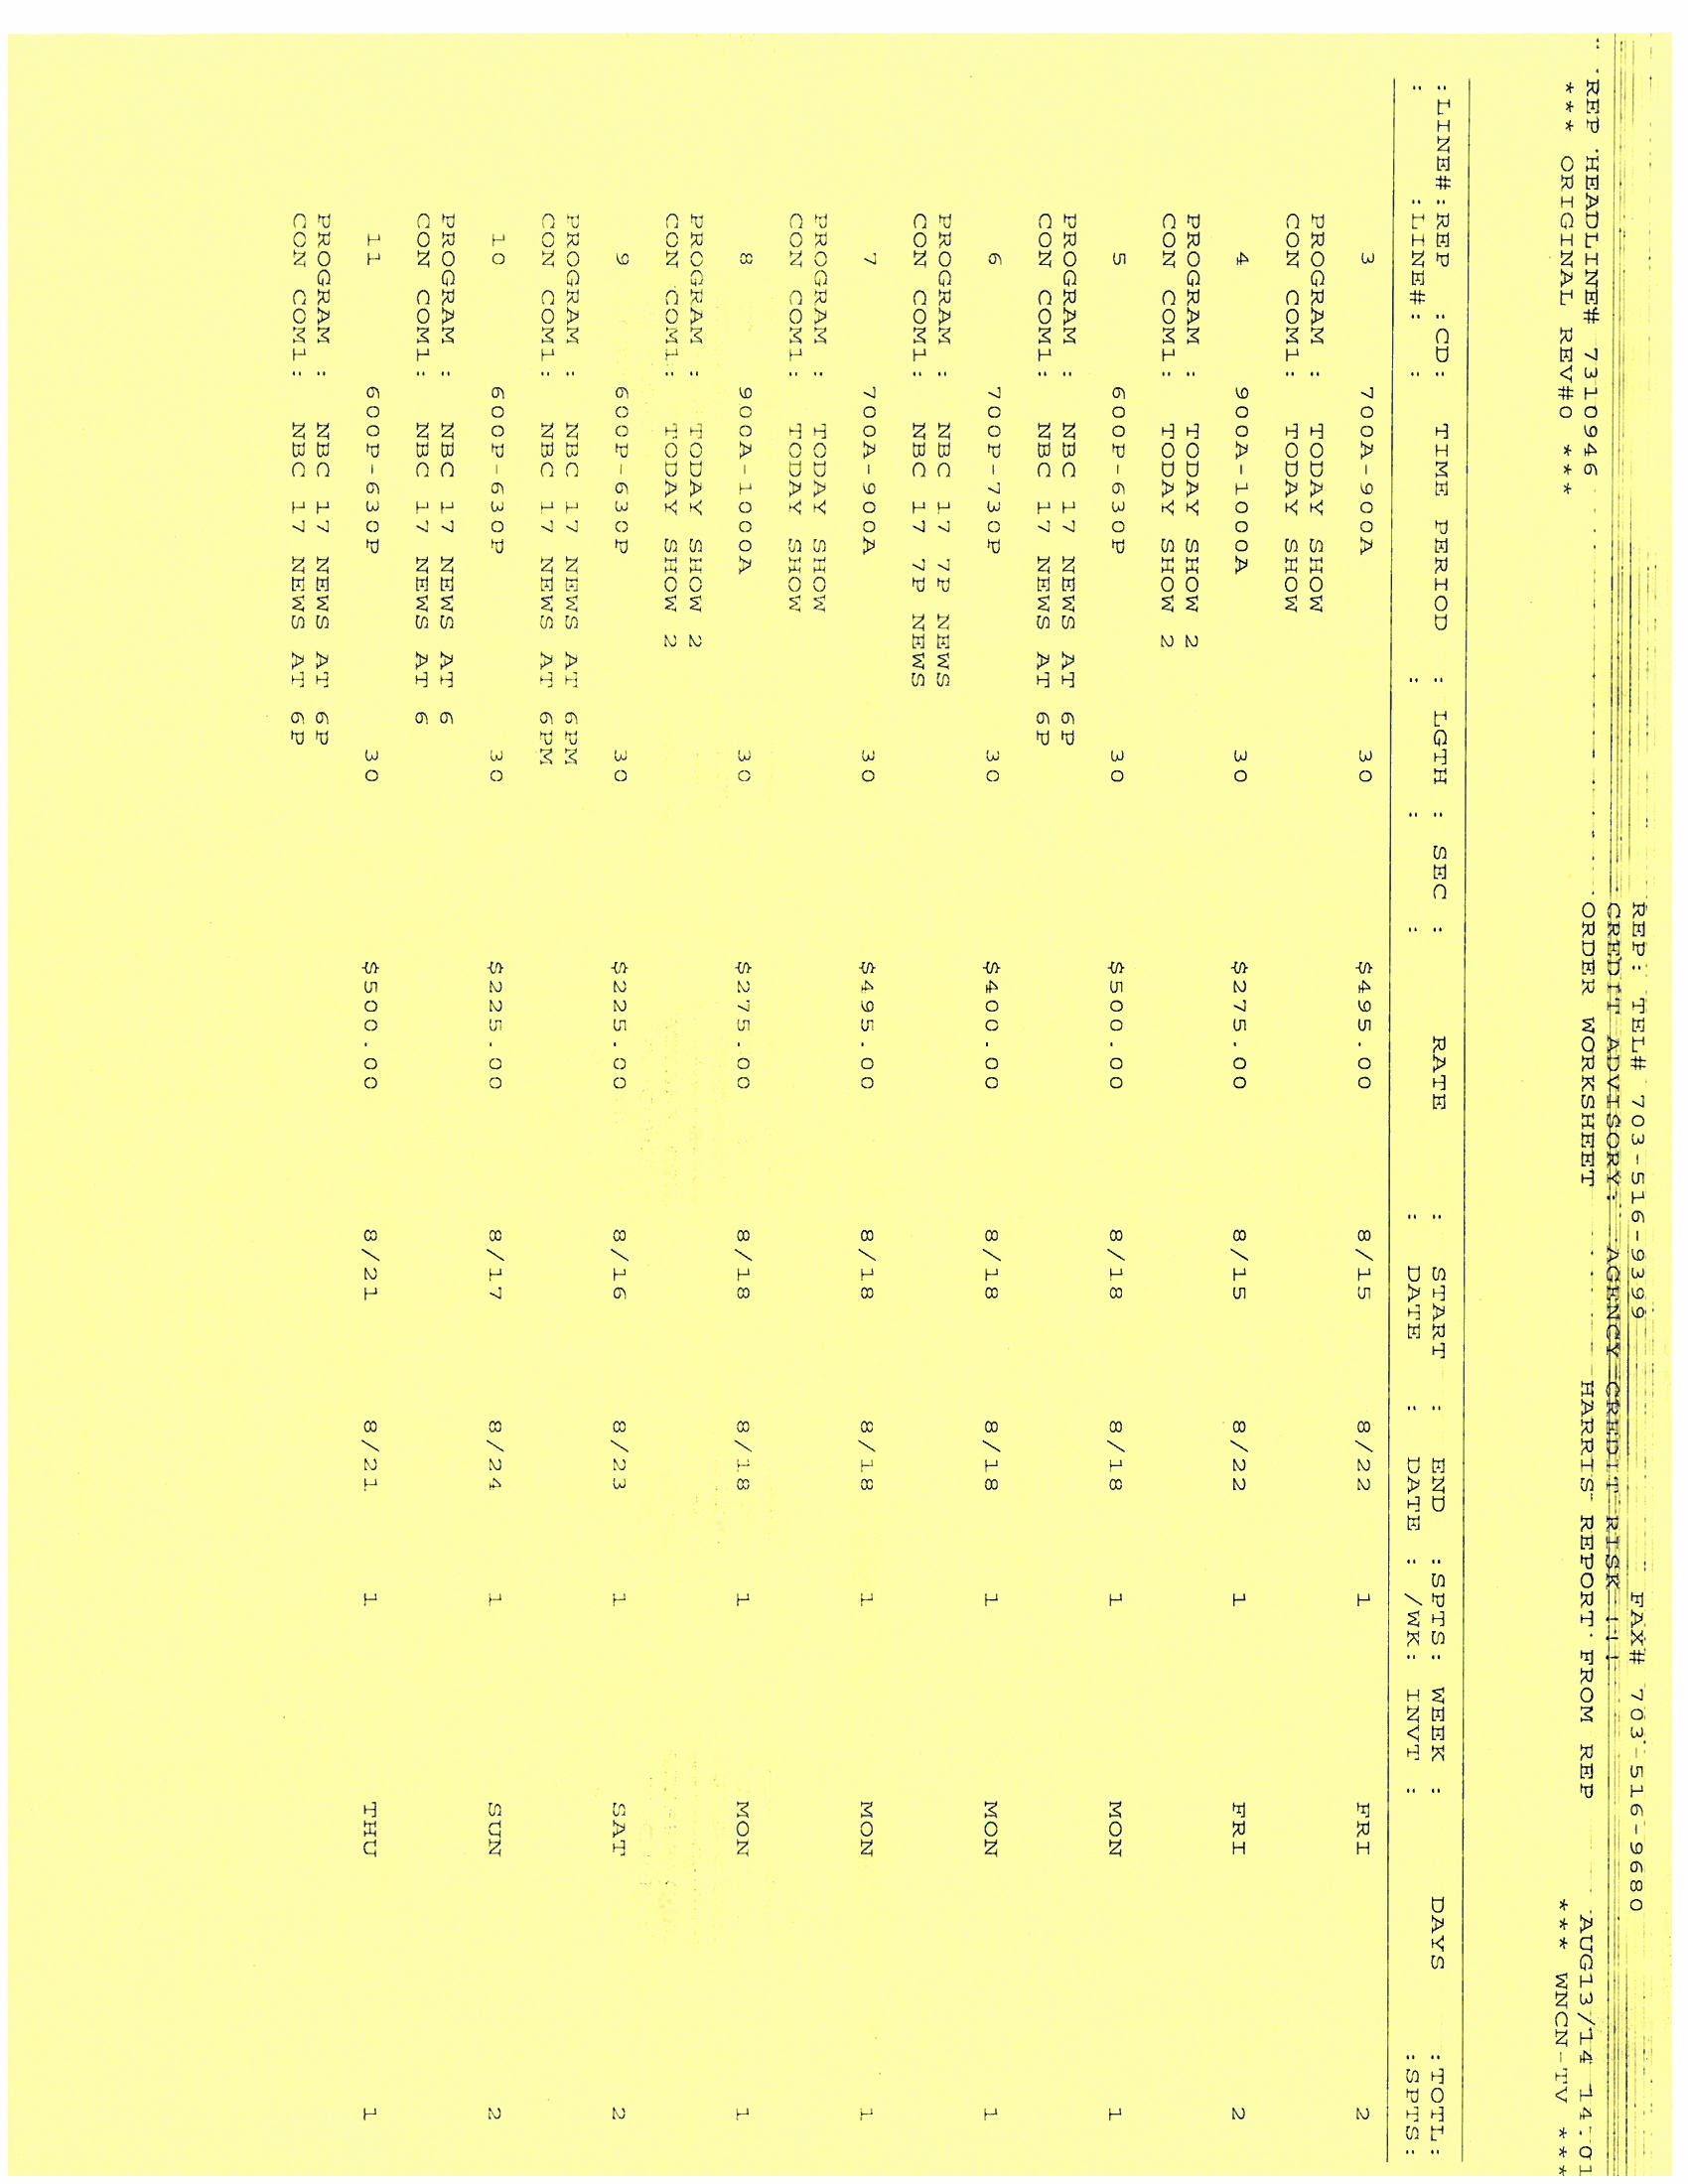 REP: TEL# 703-516-9399 FAX# 703-516-9680
CREDIT ADVISORY: AGENCY CREDIT RISK !!!
REP HEADLINE# 7310946 ORDER WORKSHEET HARRIS REPORT FROM REP AUG13/14 14.01
*** ORIGINAL REV#0 *** *** WNCN-TV ***
:LINE#:REP :CD: TIME PERIOD : LGTH : SEC : RATE : START : END :SPTS: WEEK : DAYS :TOTL:
: :LINE#: : : : : DATE : DATE : /WK: INVT : :SPTS:
3 700A-900A 30 $495.00 8/15 8/22 1 FRI 2
PROGRAM : TODAY SHOW
CON COM1: TODAY SHOW
4 900A-1000A 30 $275.00 8/15 8/22 1 FRI 2
PROGRAM : TODAY SHOW 2
CON COM1: TODAY SHOW 2
5 600P-630P 30 $500.00 8/18 8/18 1 MON 1
PROGRAM : NBC 17 NEWS AT 6P
CON COM1: NBC 17 NEWS AT 6P
6 700P-730P 30 $400.00 8/18 8/18 1 MON 1
PROGRAM : NBC 17 7P NEWS
CON COM1: NBC 17 7P NEWS
7 700A-900A 30 $495.00 8/18 8/18 1 MON 1
PROGRAM : TODAY SHOW
CON COM1: TODAY SHOW
8 900A-1000A 30 $275.00 8/18 8/18 1 MON 1
PROGRAM : TODAY SHOW 2
CON COM1: TODAY SHOW 2
9 600P-630P 30 $225.00 8/16 8/23 1 SAT 2
PROGRAM : NBC 17 NEWS AT 6PM
CON COM1: NBC 17 NEWS AT 6PM
10 600P-630P 30 $225.00 8/17 8/24 1 SUN 2
PROGRAM : NBC 17 NEWS AT 6
CON COM1: NBC 17 NEWS AT 6
11 600P-630P 30 $500.00 8/21 8/21 1 THU 1
PROGRAM : NBC 17 NEWS AT 6P
CON COM1: NBC 17 NEWS AT 6P